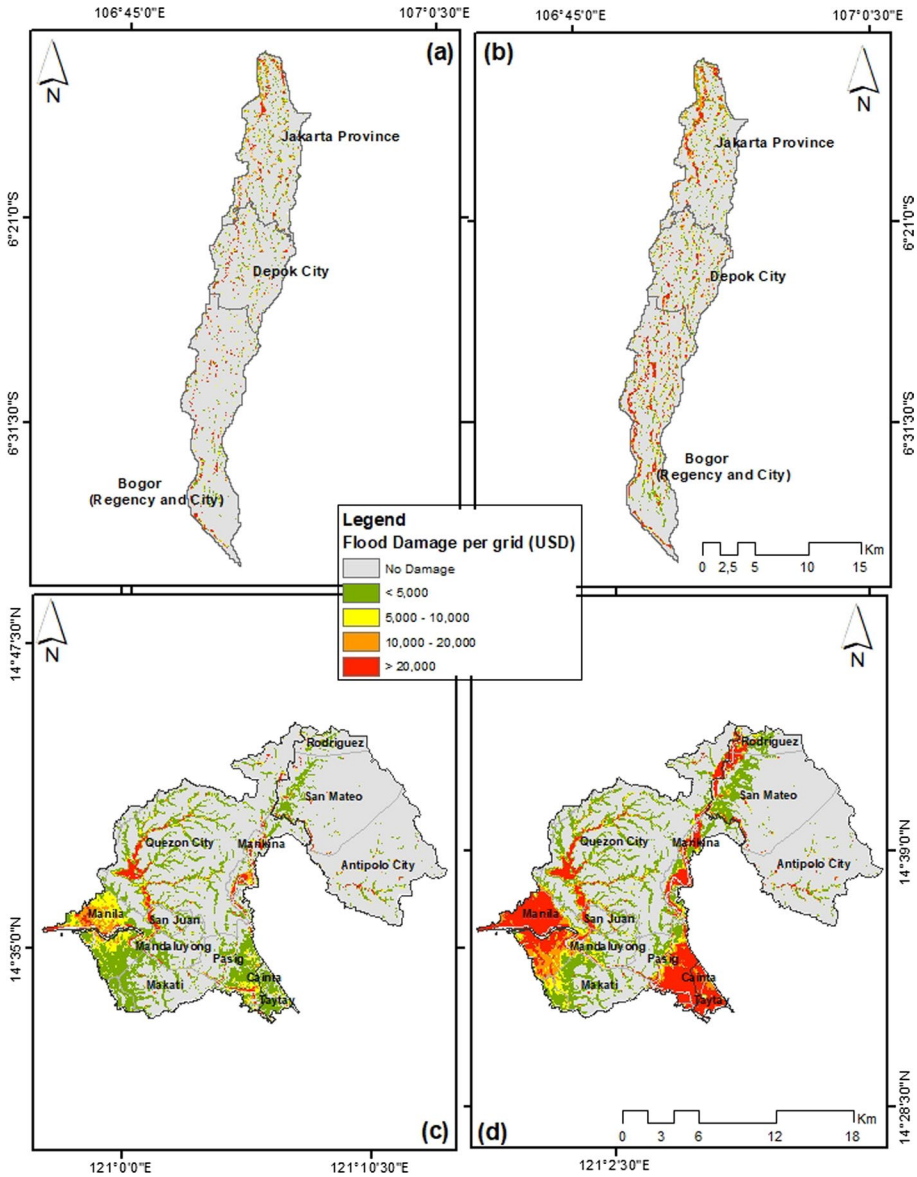 106°45'0"E
107°0'30"E
106°45'0"E
107°0'30"E
(a)
(b)
N
N
N
Jakarta Province
Jakarta Province
6°21'0"S
6°21'0"S
Depok City
Depok City
6°31'30"S
6°31'30"S
Bogor
(Regency and City)
Bogor
(Regency and City)
Km
0 2,5 5 10 15
Legend
Flood Damage per grid (USD)
No Damage
< 5,000
5,000 - 10,000
10,000 - 20,000
> 20,000
14°47'30"N
N
Rodriguez
San Mateo
Quezon City
Marikina
Antipolo City
Manila
San Juan
Mandaluyong
Pasig
Cainta
Makati
Taytay
14°35'0"N
(c)
121°0'0"E
121°10'30"E
Rodriguez
San Mateo
Quezon City
Marikina
Antipolo City
Manila
San Juan
Mandaluyong
Pasig
Cainta
Makati
Taytay
14°39'0"N
14°28'30"N
Km
0 3 6 12 18
(d)
121°2'30"E